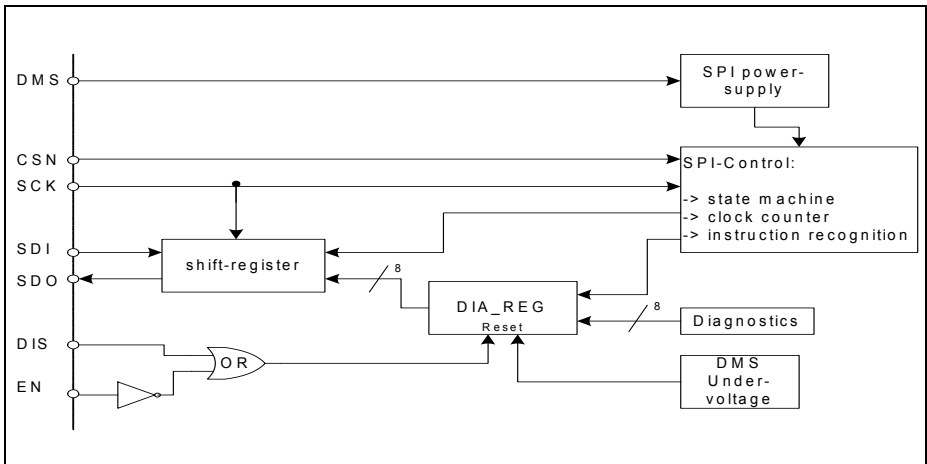 DMS
SPI power-
supply
CSN
SCK
SPI-Control:
-> state machine
-> clock counter
-> instruction recognition
SDI
SDO
shift-register
8
DIA_REG
Reset
8
Diagnostics
DIS
EN
OR
DMS
Under-
voltage